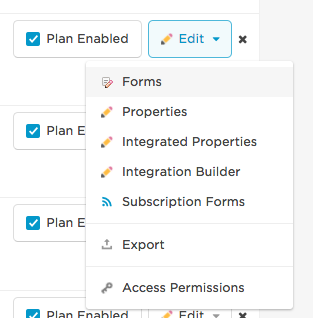 Plan Enabled Edit
Forms
Properties
Plan E
Integrated Properties
Integration Builder
Subscription Forms
Plan E
Export
Access Permissions
Plan Enabled Edit